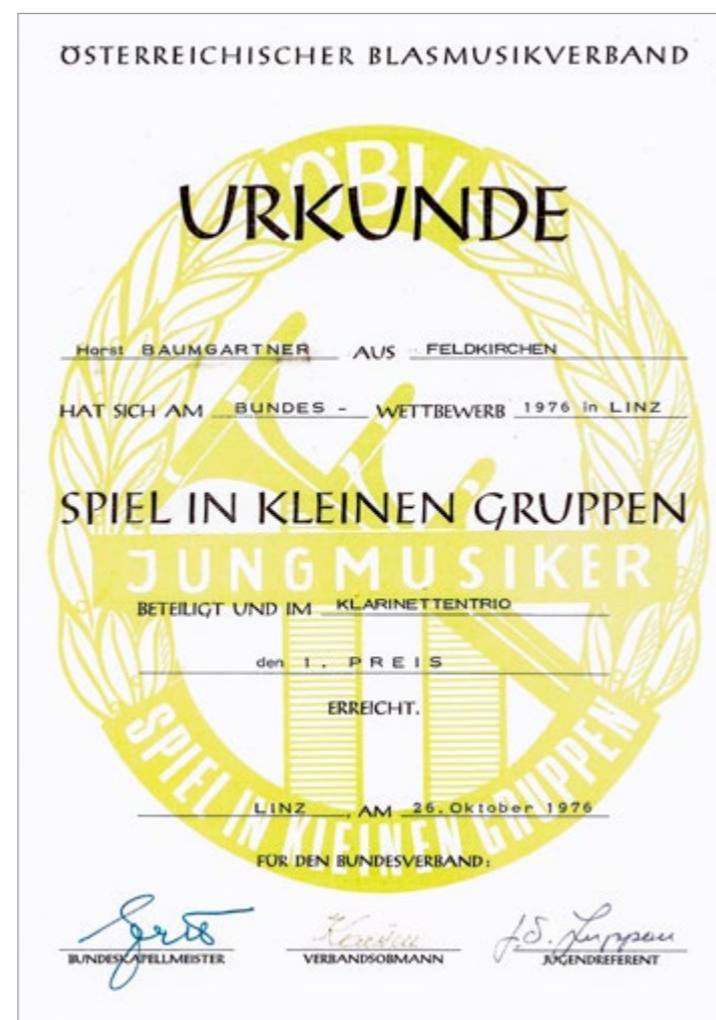 ÖSTERREICHISCHER BLASMUSIKVERBAND
ÖBV
URKUNDE
Horst BAUMGARTNER AUS FELDKIRCHEN
HAT SICH AM BUNDES - WETTBEWERB 1976 in LINZ
SPIEL IN KLEINEN GRUPPEN
JUNGMUSIKER
BETEILIGT UND IM KLARINETTENTRIO
den 1. PREIS
ERREICHT.
SPIEL IN KLEINEN GRUPPEN
LINZ, AM 26. Oktober 1976
FÜR DEN BUNDESVERBAND:
BUNDESKAPELLMEISTER VERBANDSOBMANN JUGENDREFERENT